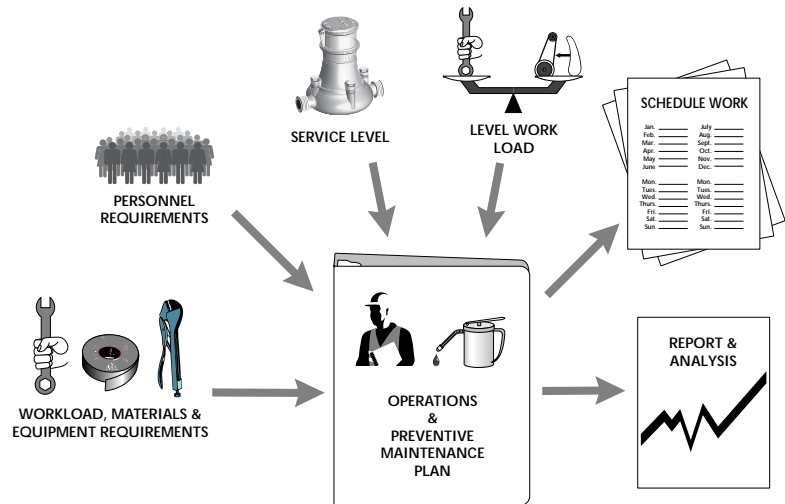 SERVICE LEVEL
LEVEL WORK
LOAD
PERSONNEL
REQUIREMENTS
WORKLOAD, MATERIALS &
EQUIPMENT REQUIREMENTS
OPERATIONS
&
PREVENTIVE
MAINTENANCE
PLAN
SCHEDULE WORK
Jan. July
Feb. Aug.
Mar. Sept.
Apr. Oct.
May Nov.
June Dec.
Mon. Mon.
Tues. Tues.
Wed. Wed.
Thurs. Thurs.
Fri. Fri.
Sat. Sat.
Sun. Sun.
REPORT &
ANALYSIS